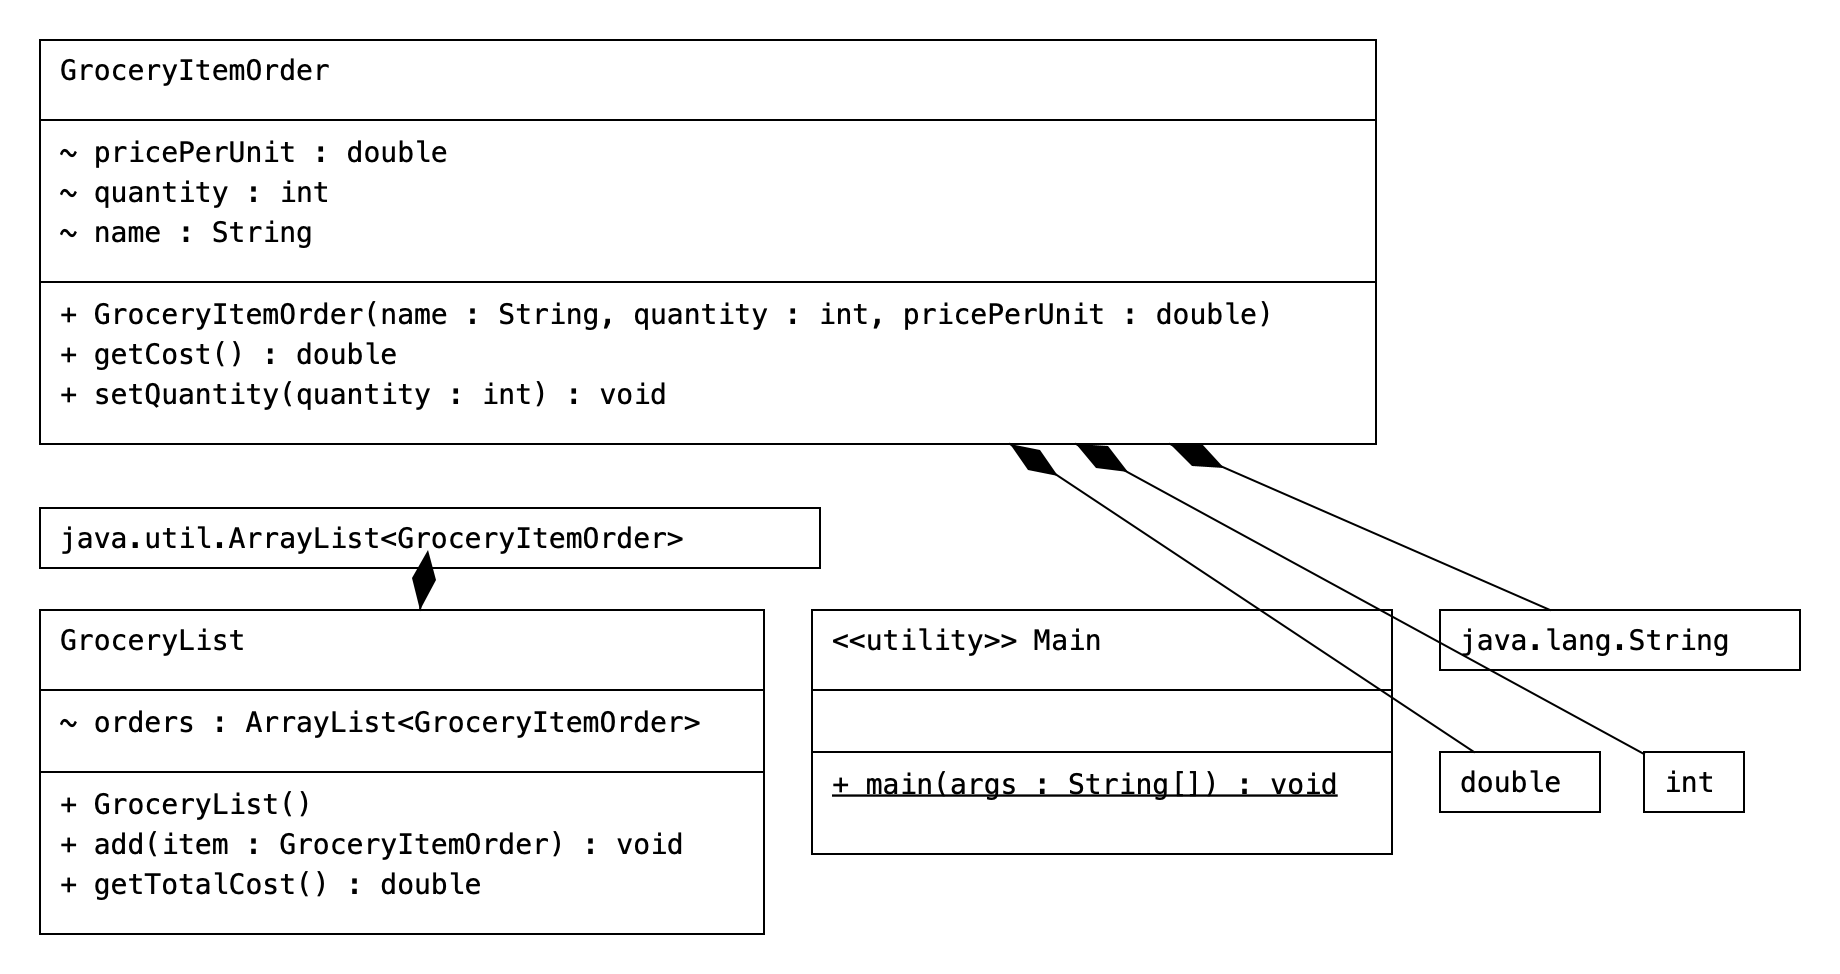 GroceryItemOrder
~ pricePerUnit : double
~ quantity : int
~ name : String
+ GroceryItemOrder(name : String, quantity : int, pricePerUnit : double)
+ getCost() : double
+ setQuantity(quantity : int) : void
java.util.ArrayList<GroceryItemOrder>
GroceryList
~ orders : ArrayList<GroceryItemOrder>
+ GroceryList()
+ add(item : GroceryItemOrder) : void
+ getTotalCost() : double
<<utility>> Main
+ main(args : String[]) : void
java.lang.String
double
int